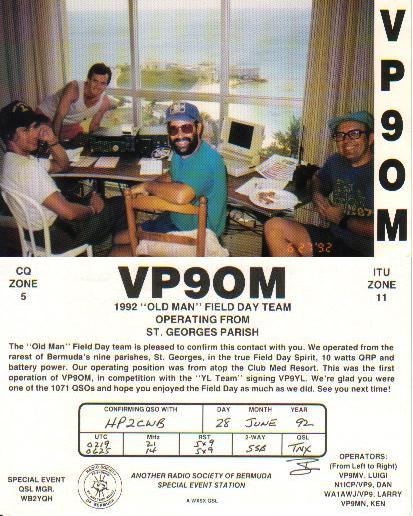 VP9OM
6 27 '92
CQ
ZONE
5
VP9OM
1992 "OLD MAN" FIELD DAY TEAM
OPERATING FROM
ST. GEORGES PARISH
ITU
ZONE
11
The "Old Man" Field Day team is pleased to confirm this contact with you. We operated from the
rarest of Bermuda's nine parishes, St. Georges, in the true Field Day Spirit, 10 watts QRP and
battery power. Our operating position was from atop the Club Med Resort. This was the first
operation of VP9OM, in competition with the "YL Team" signing VP9YL. We're glad you were
one of the 1071 QSOs and hope you enjoyed the Field Day as much as we did. See you next time!
CONFIRMING QSO WITH DAY MONTH YEAR
HP2CWB 28 JUNE 92
UTC MHz RST 2-WAY QSL
0219 21 5x9 SSB TNX
0625 14 5x9
SPECIAL EVENT
QSL MGR.
WB2YQH
RADIO SOCIETY OF BERMUDA
ANOTHER RADIO SOCIETY OF BERMUDA
SPECIAL EVENT STATION
A WX5X QSL
OPERATORS:
(From Left to Right)
VP9MV, LUIGI
N1ICP/VP9, DAN
WA1AWJ/VP9, LARRY
VP9MN, KEN